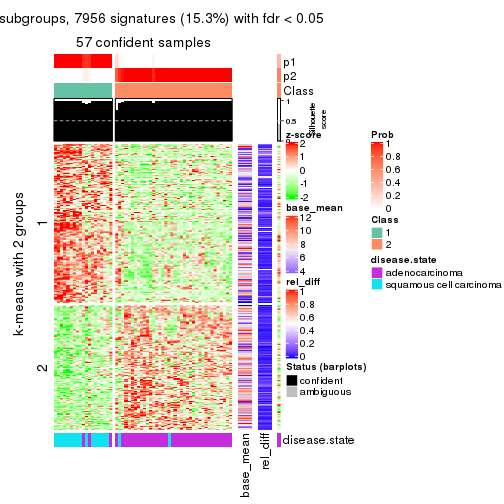 subgroups, 7956 signatures (15.3%) with fdr < 0.05
57 confident samples
p1
p2
Class
1
0.5
0
Silhouette
score
k-means with 2 groups
1
2
z-score
2
1
0
-1
-2
base_mean
12
10
8
6
4
rel_diff
1
0.8
0.6
0.4
0.2
0
Status (barplots)
confident
ambiguous
Prob
1
0.8
0.6
0.4
0.2
0
Class
1
2
disease.state
adenocarcinoma
squamous cell carcinoma
disease.state
base_mean
rel_diff